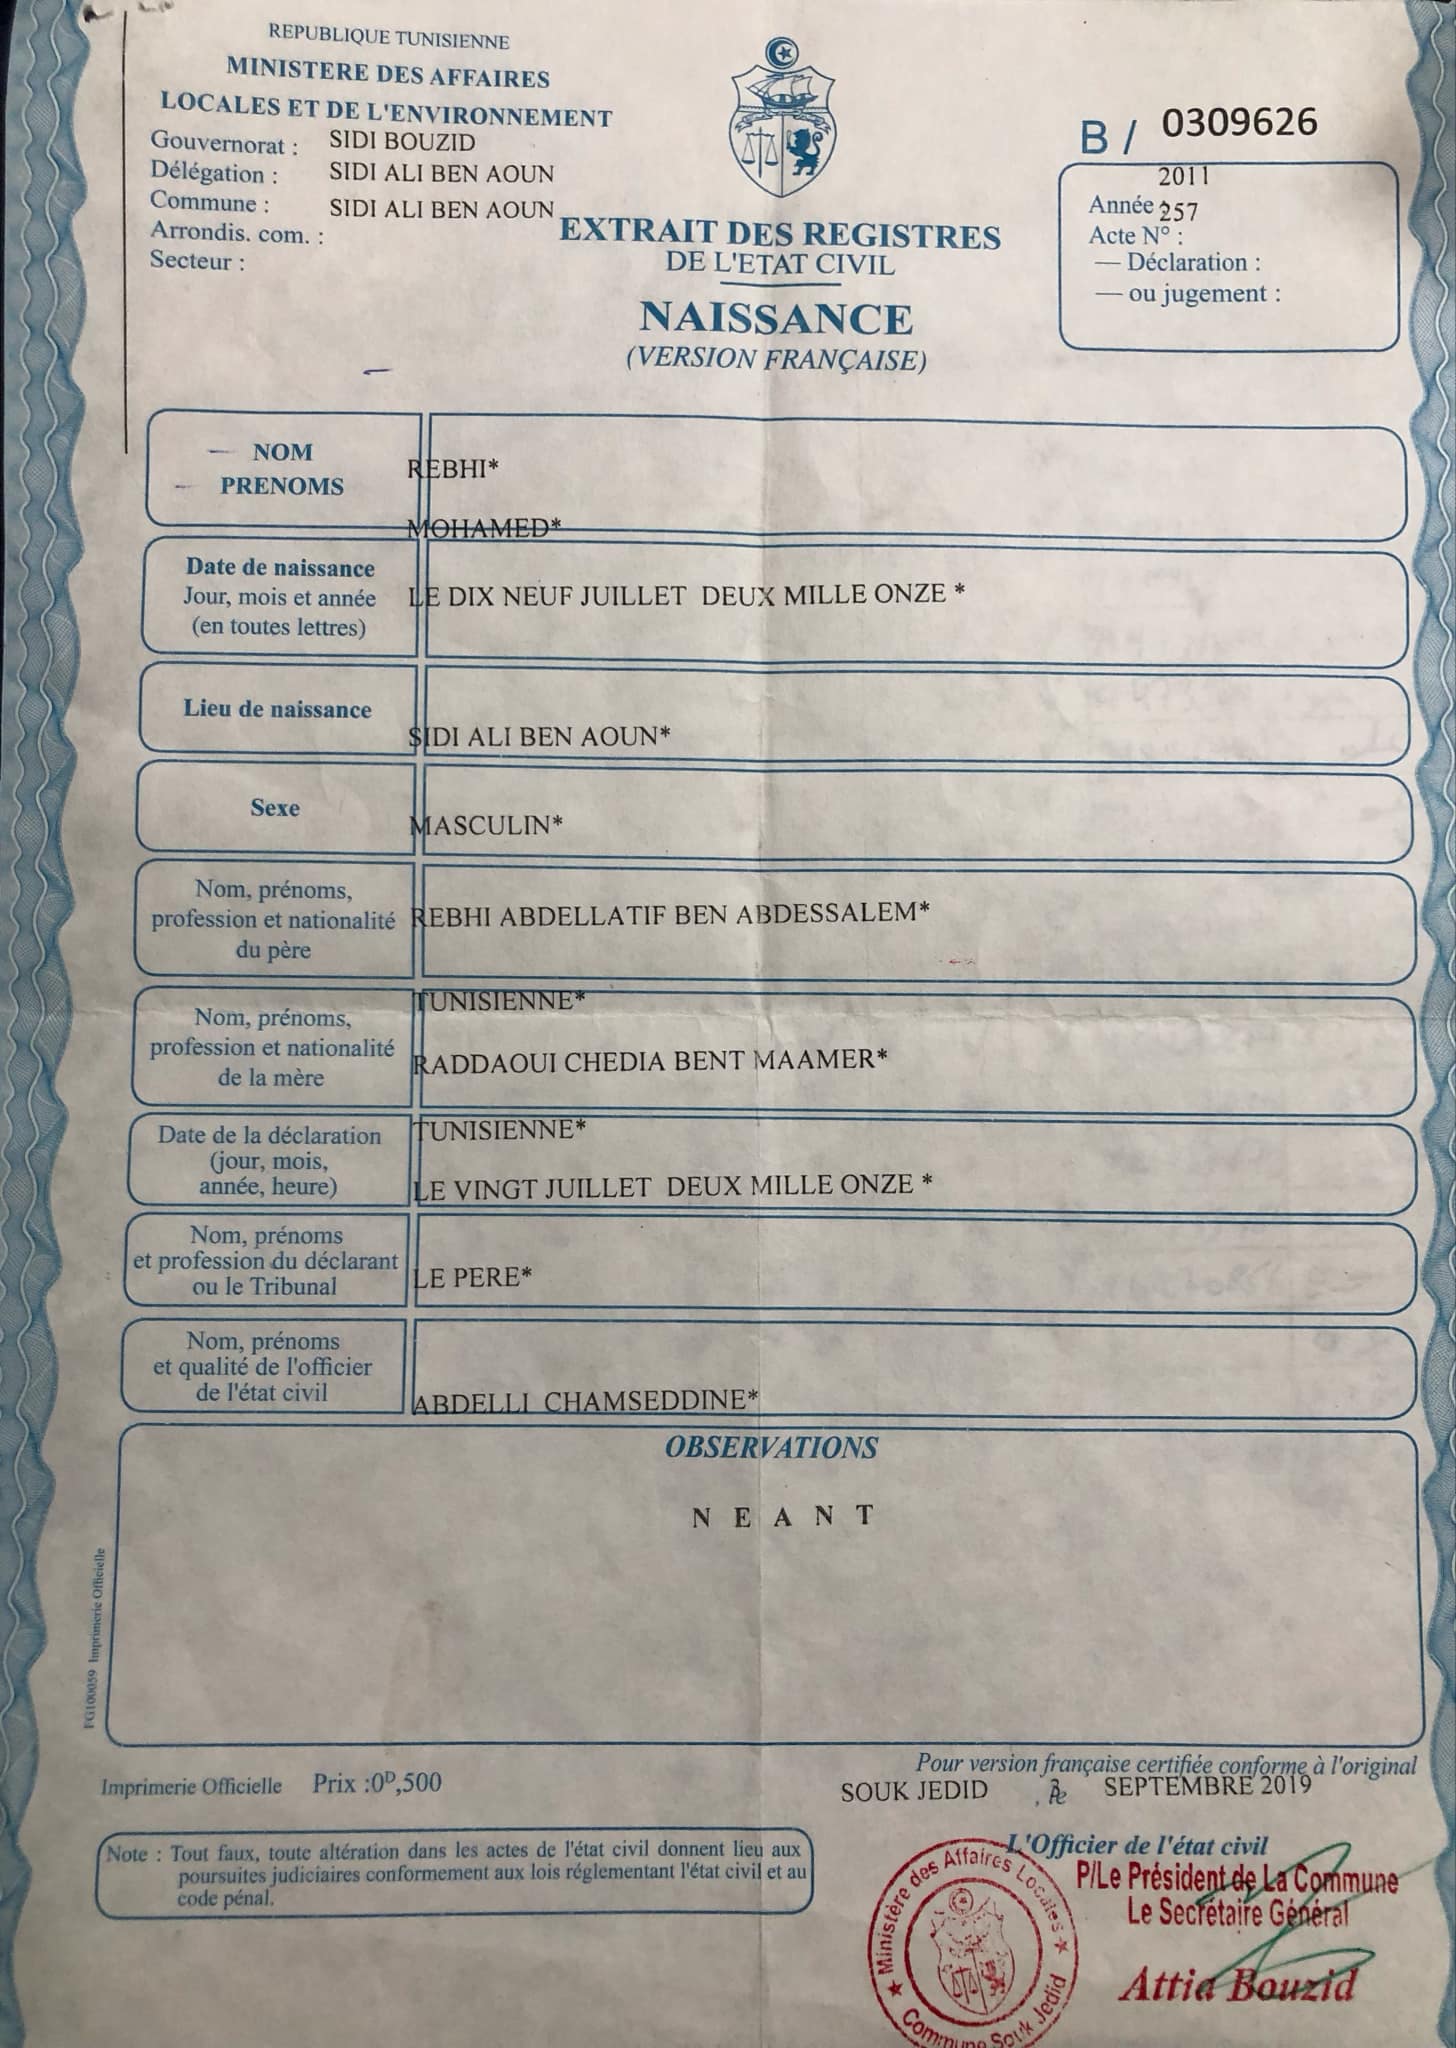 REPUBLIQUE TUNISIENNE
MINISTERE DES AFFAIRES
LOCALES ET DE L'ENVIRONNEMENT
Gouvernorat : SIDI BOUZID
Délégation : SIDI ALI BEN AOUN
Commune : SIDI ALI BEN AOUN
Arrondis. com. :
Secteur :
EXTRAIT DES REGISTRES
DE L'ETAT CIVIL
NAISSANCE
(VERSION FRANÇAISE)
B / 0309626
2011
Année :
257
Acte N° :
— Déclaration :
— ou jugement :
NOM
PRENOMS
REBHI*
MOHAMED*
Date de naissance
Jour, mois et année
(en toutes lettres)
LE DIX NEUF JUILLET DEUX MILLE ONZE *
Lieu de naissance
SIDI ALI BEN AOUN*
Sexe
MASCULIN*
Nom, prénoms,
profession et nationalité
du père
REBHI ABDELLATIF BEN ABDESSALEM*
TUNISIENNE*
Nom, prénoms,
profession et nationalité
de la mère
RADDAOUI CHEDIA BENT MAAMER*
TUNISIENNE*
Date de la déclaration
(jour, mois,
année, heure)
LE VINGT JUILLET DEUX MILLE ONZE *
Nom, prénoms
et profession du déclarant
ou le Tribunal
LE PERE*
Nom, prénoms
et qualité de l'officier
de l'état civil
ABDELLI CHAMSEDDINE*
OBSERVATIONS
N E A N T
FG100059 Imprimerie Officielle
Imprimerie Officielle Prix :0D,500
Pour version française certifiée conforme à l'original
SOUK JEDID SEPTEMBRE 2019
Note : Tout faux, toute altération dans les actes de l'état civil donnent lieu aux
poursuites judiciaires conformement aux lois réglementant l'état civil et au
code pénal.
L'Officier de l'état civil
P/Le Président de La Commune
Le Secrétaire Général
Attia Bouzid
Ministère des Affaires Locales
Commune Souk Jedid